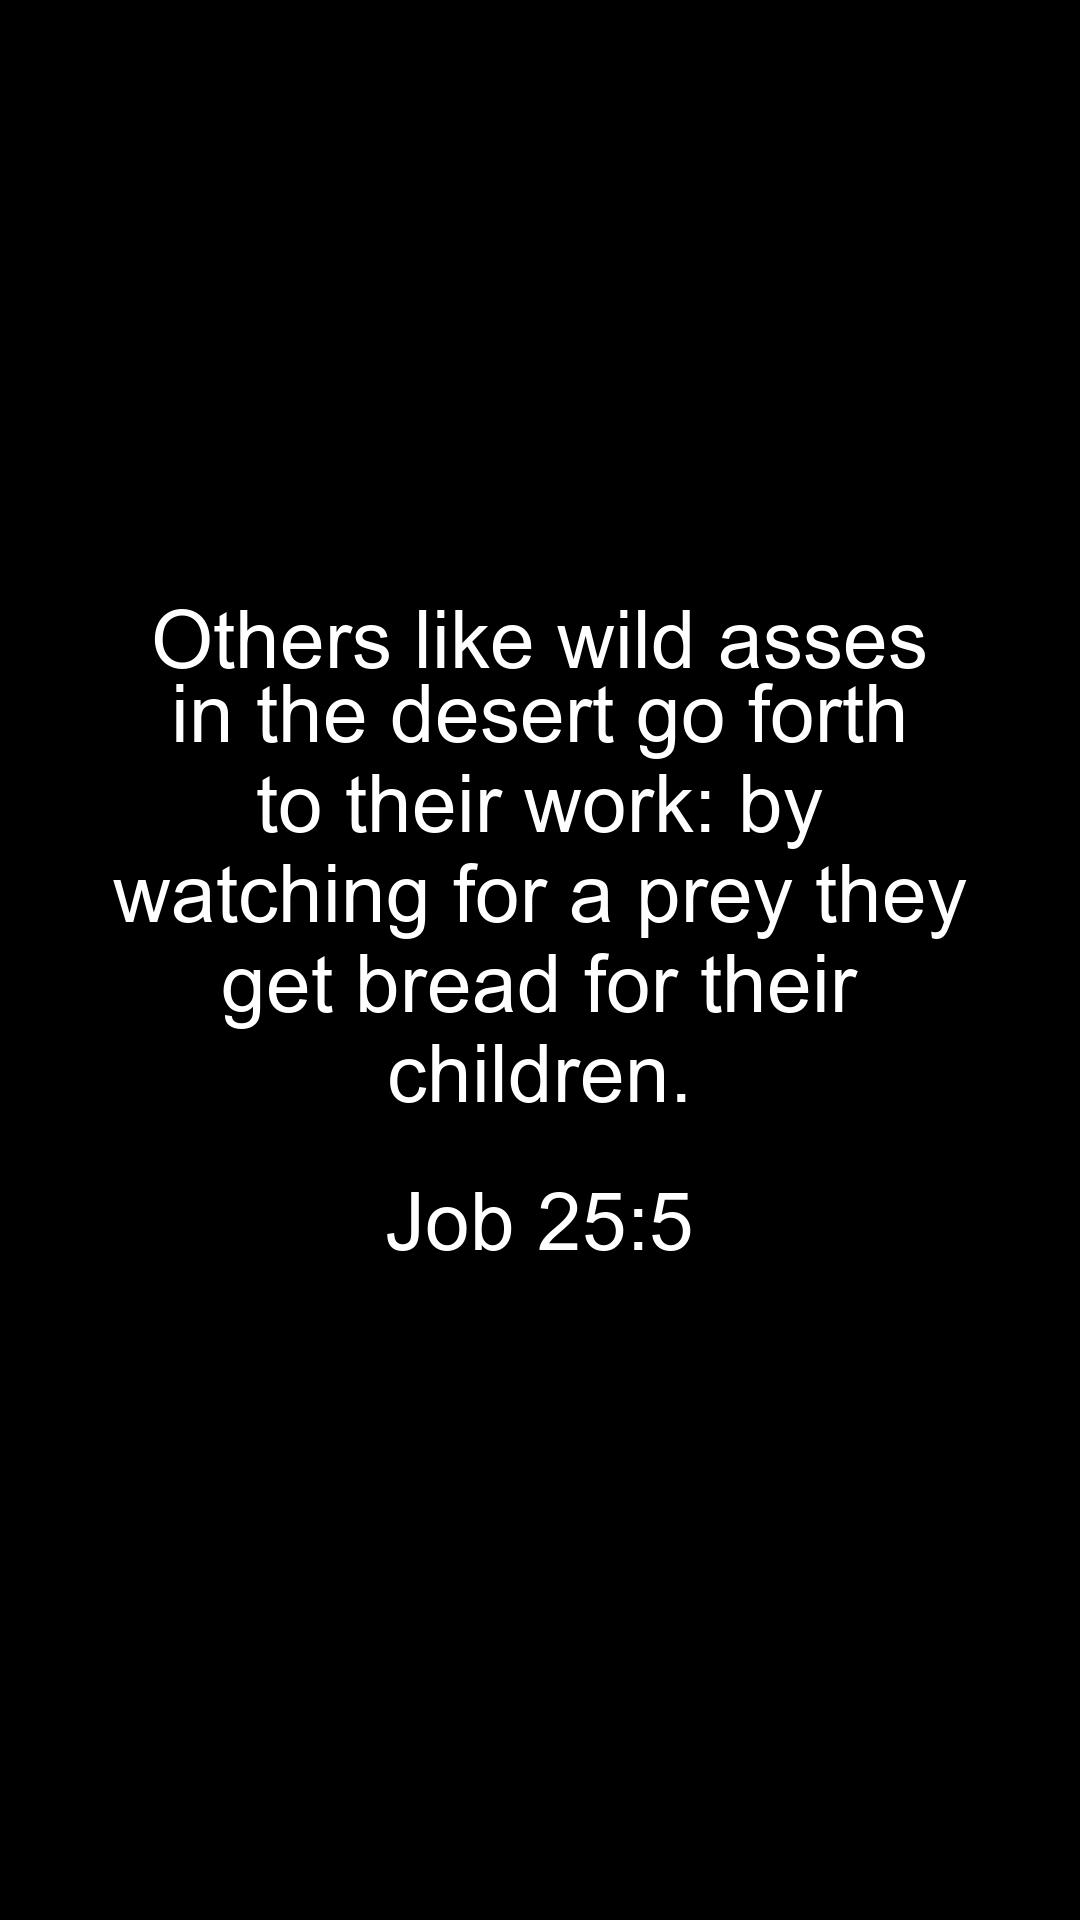 Others like wild asses
in the desert go forth
to their work: by
watching for a prey they
get bread for their
children.
Job 25:5